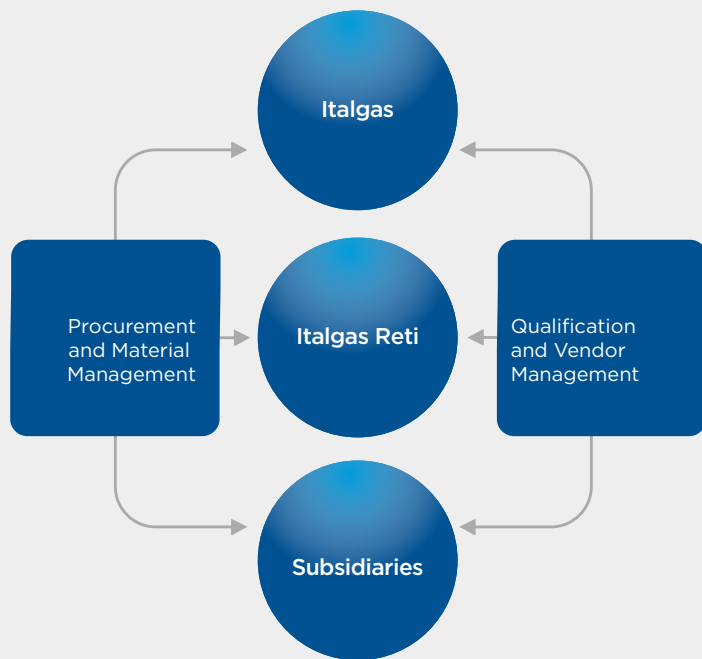 Italgas
Procurement
and Material
Management
Italgas Reti
Qualification
and Vendor
Management
Subsidiaries